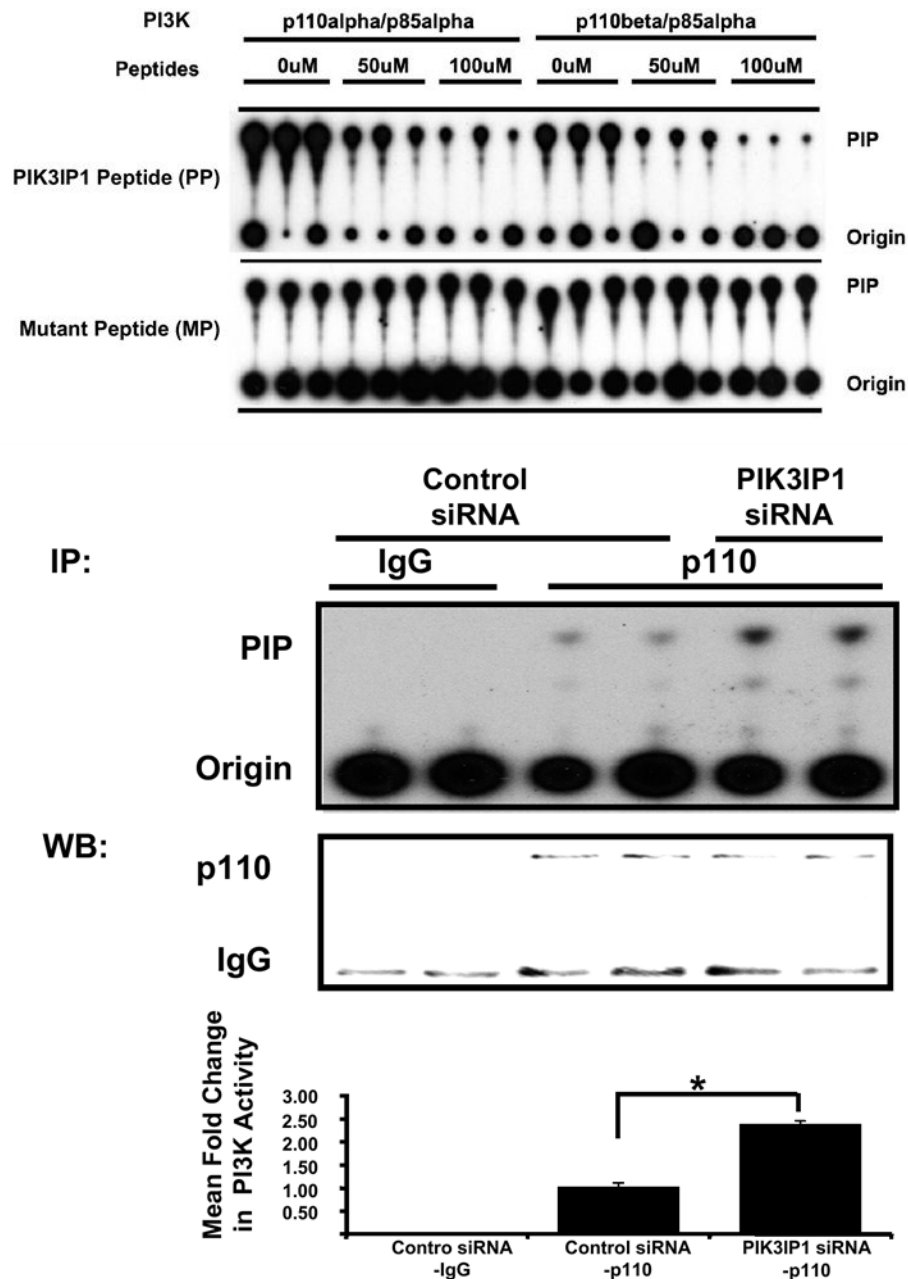 PI3K p110alpha/p85alpha p110beta/p85alpha
Peptides 0uM 50uM 100uM 0uM 50uM 100uM
PIK3IP1 Peptide (PP)
PIP
Origin
Mutant Peptide (MP)
PIP
Origin
Control siRNA
PIK3IP1 siRNA
IP: IgG p110
PIP
Origin
WB:
p110
IgG
Mean Fold Change
in PI3K Activity
3.00
2.50
2.00
1.50
1.00
0.50
*
Contro siRNA
-IgG
Control siRNA
-p110
PIK3IP1 siRNA
-p110